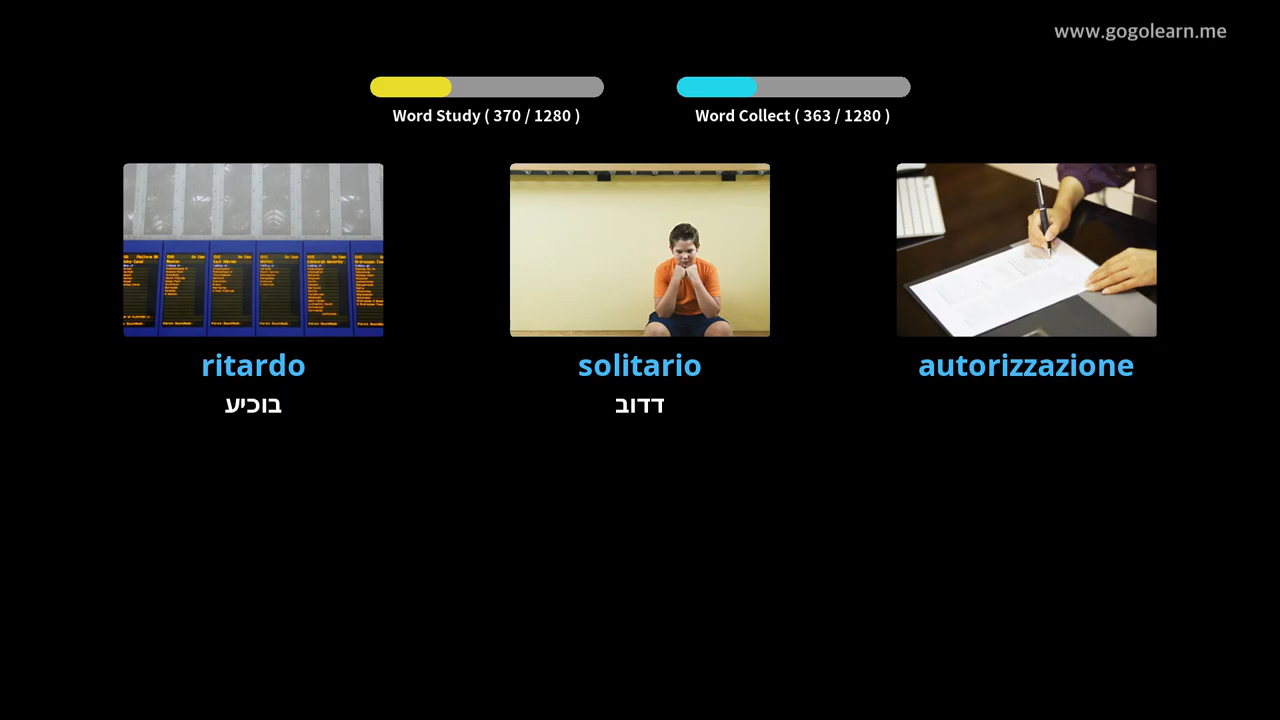 www.gogolearn.me
Word Study ( 370 / 1280 )
Word Collect ( 363 / 1280 )
ritardo
בוכיע
solitario
דדוב
autorizzazione